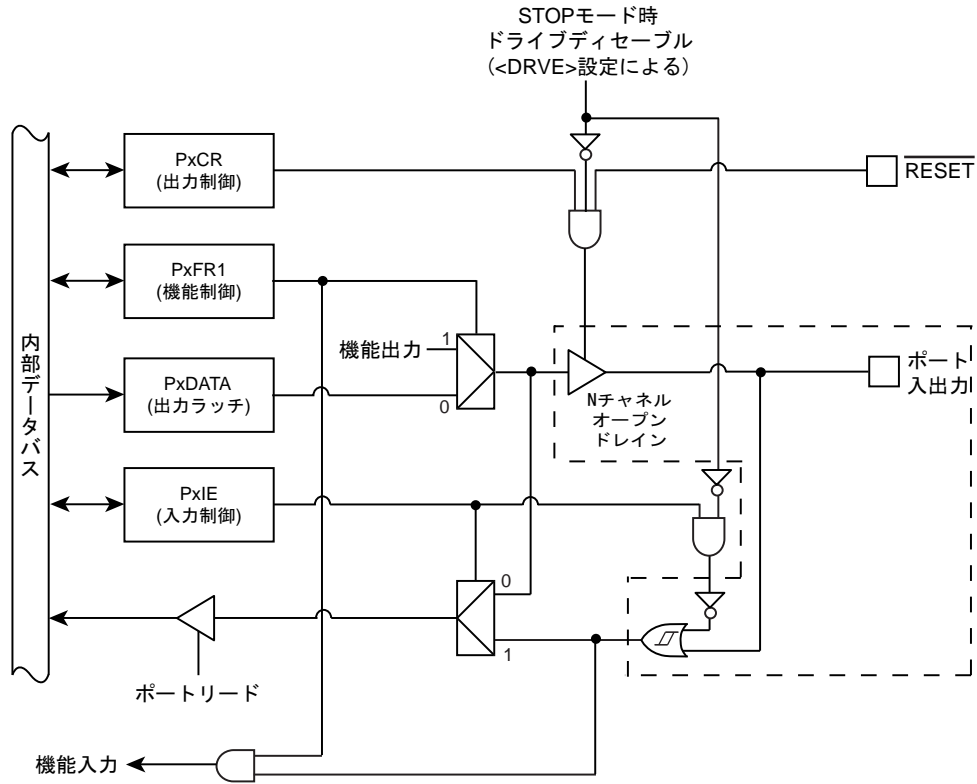 STOPモード時
ドライブディセーブル
(<DRVE>設定による)
PxCR
(出力制御)
RESET
PxFR1
(機能制御)
機能出力
1
0
PxDATA
(出力ラッチ)
Nチャネル
オープン
ドレイン
ポート
入出力
内部データバス
PxIE
(入力制御)
0
1
ポートリード
機能入力